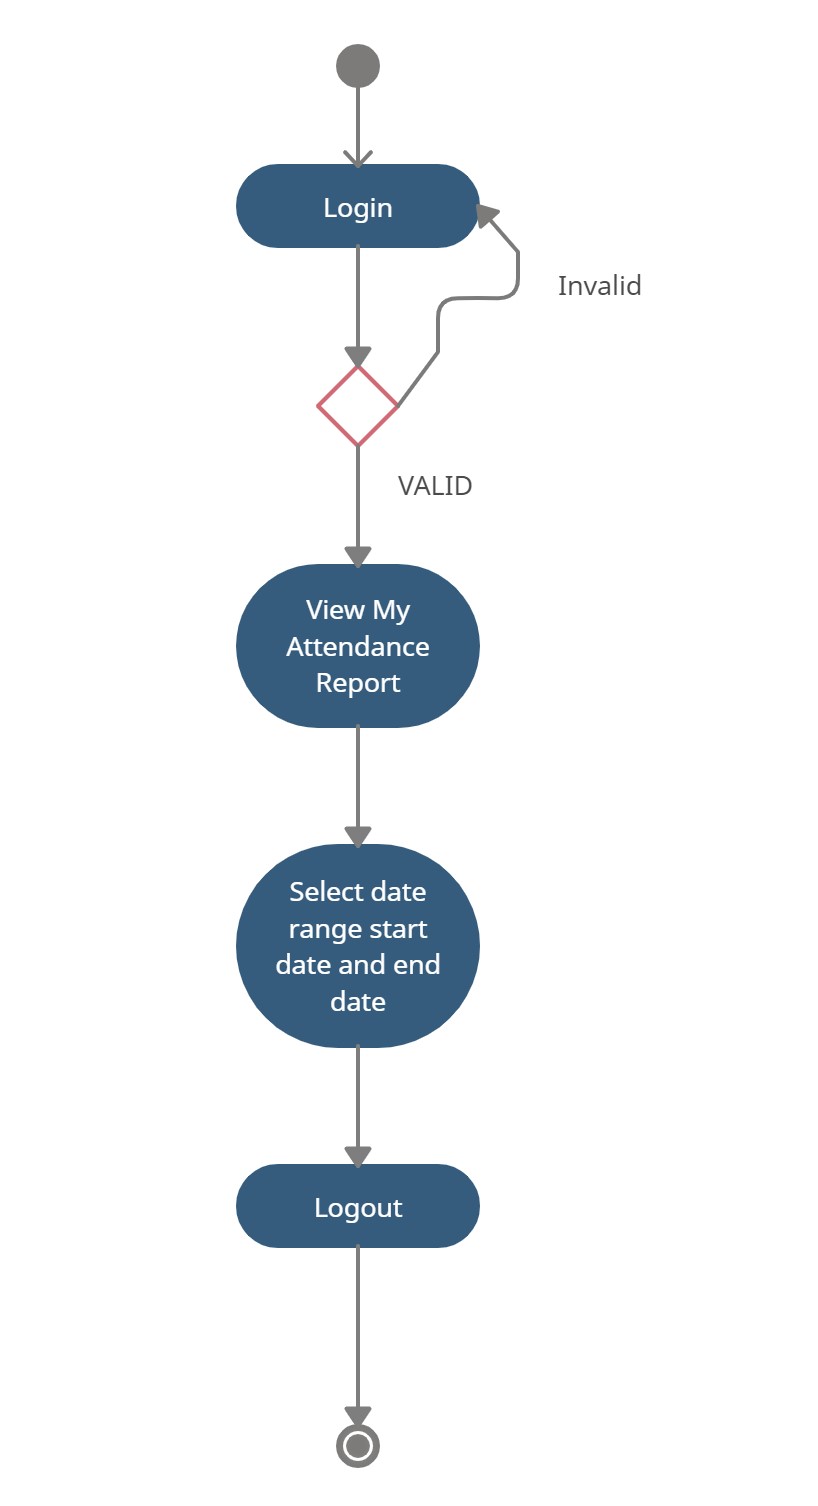 Login
Invalid
VALID
View My
Attendance
Report
Select date
range start
date and end
date
Logout